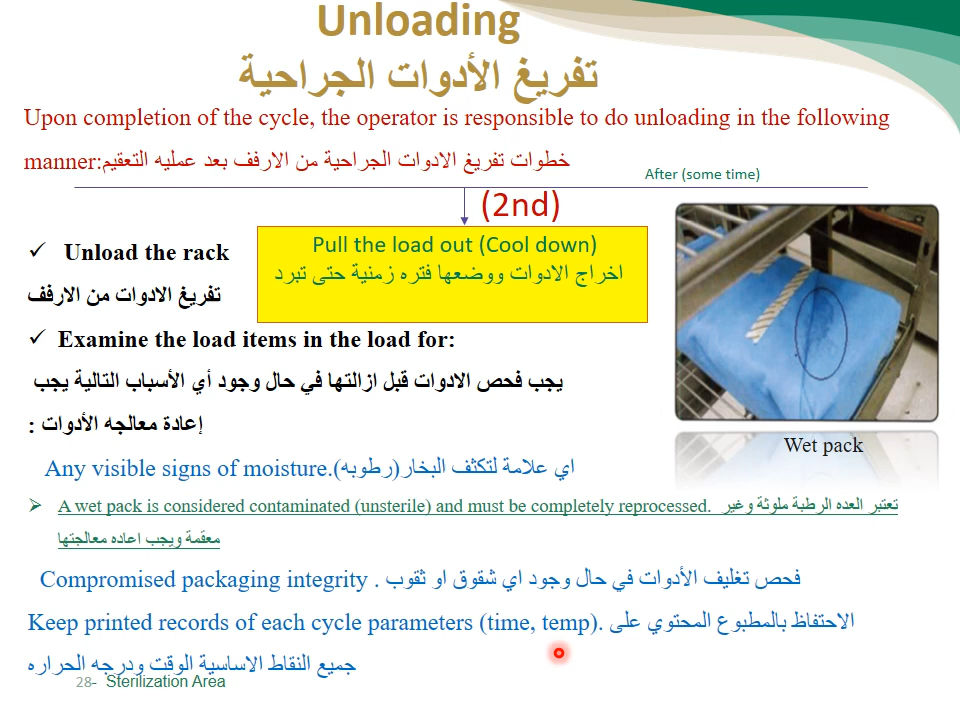 Unloading
تفريغ الأدوات الجراحية
Upon completion of the cycle, the operator is responsible to do unloading in the following
manner:خطوات تفريغ الادوات الجراحية من الارفف بعد عمليه التعقيم
After (some time)
(2nd)
Pull the load out (Cool down)
اخراج الادوات ووضعها فتره زمنية حتى تبرد
✓ Unload the rack
تفريغ الادوات من الارفف
✓ Examine the load items in the load for:
يجب فحص الادوات قبل ازالتها في حال وجود أي الأسباب التالية يجب
إعادة معالجه الأدوات :
Wet pack
Any visible signs of moisture.(رطوبه)اي علامة لتكثف البخار
➢ A wet pack is considered contaminated (unsterile) and must be completely reprocessed. تعتبر العده الرطبة ملوثة وغير
معقمة ويجب اعاده معالجتها
Compromised packaging integrity . فحص تغليف الأدوات في حال وجود اي شقوق او ثقوب
Keep printed records of each cycle parameters (time, temp). الاحتفاظ بالمطبوع المحتوي على
جميع النقاط الاساسية الوقت ودرجه الحراره
28- Sterilization Area